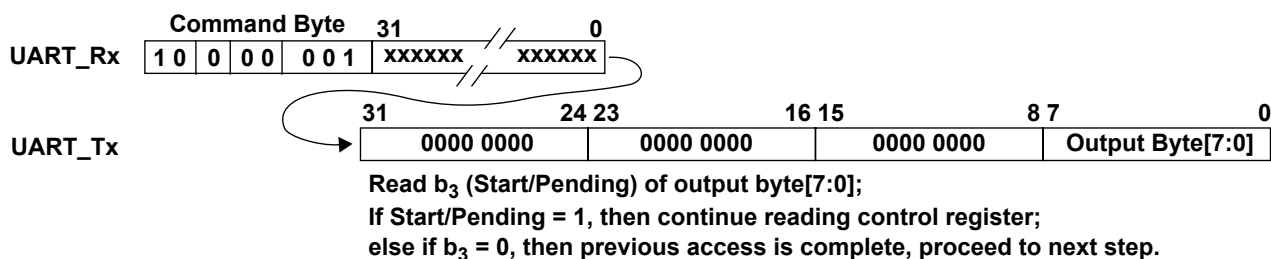 Command Byte 31 0
UART_Rx 1 0 0 0 0 0 0 1 xxxxxx xxxxxx
31 24 23 16 15 8 7 0
UART_Tx 0000 0000 0000 0000 0000 0000 Output Byte[7:0]
Read b3 (Start/Pending) of output byte[7:0];
If Start/Pending = 1, then continue reading control register;
else if b3 = 0, then previous access is complete, proceed to next step.